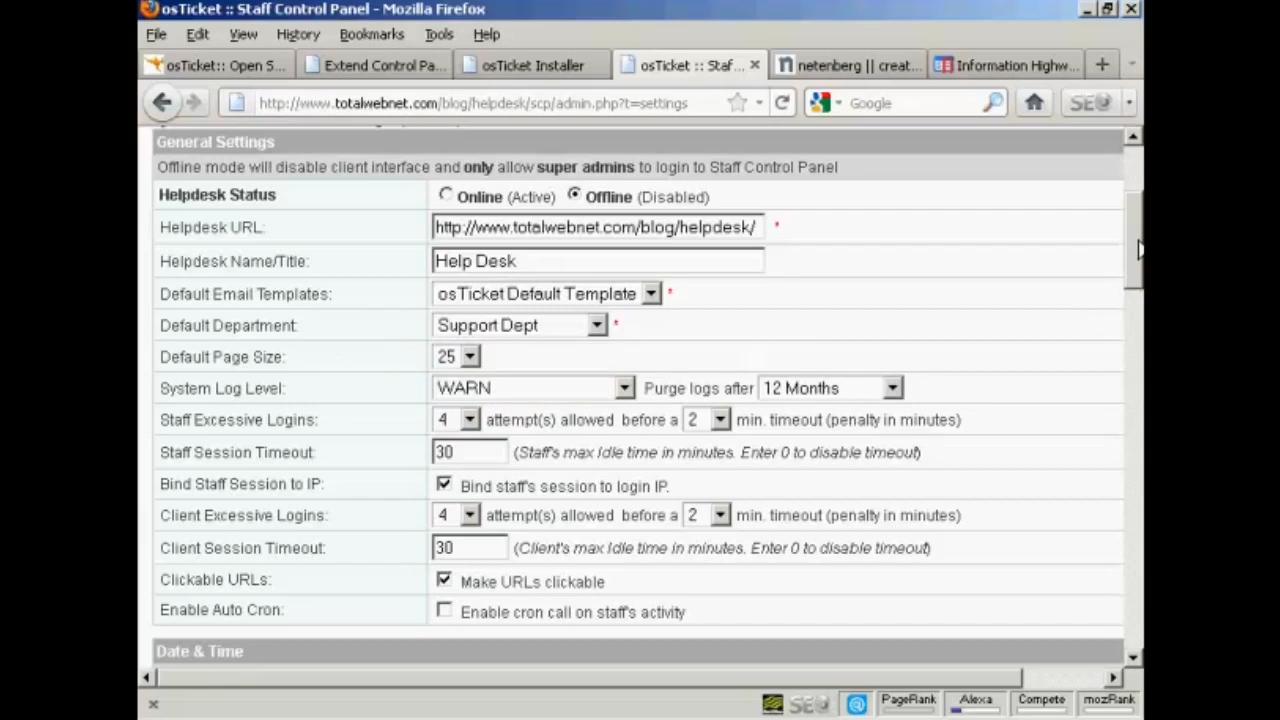 osTicket :: Staff Control Panel - Mozilla Firefox
File Edit View History Bookmarks Tools Help
osTicket:: Open S... Extend Control Pa... osTicket Installer osTicket :: Staf... netenberg || creat... Information Highw...
http://www.totalwebnet.com/blog/helpdesk/scp/admin.php?t=settings Google SEO
General Settings
Offline mode will disable client interface and only allow super admins to login to Staff Control Panel
Helpdesk Status Online (Active) Offline (Disabled)
Helpdesk URL: http://www.totalwebnet.com/blog/helpdesk/ *
Helpdesk Name/Title: Help Desk
Default Email Templates: osTicket Default Template *
Default Department: Support Dept *
Default Page Size: 25
System Log Level: WARN Purge logs after 12 Months
Staff Excessive Logins: 4 attempt(s) allowed before a 2 min. timeout (penalty in minutes)
Staff Session Timeout: 30 (Staff's max Idle time in minutes. Enter 0 to disable timeout)
Bind Staff Session to IP: Bind staff's session to login IP.
Client Excessive Logins: 4 attempt(s) allowed before a 2 min. timeout (penalty in minutes)
Client Session Timeout: 30 (Client's max Idle time in minutes. Enter 0 to disable timeout)
Clickable URLs: Make URLs clickable
Enable Auto Cron: Enable cron call on staff's activity
Date & Time
x SEO @ PageRank Alexa Compete mozRank